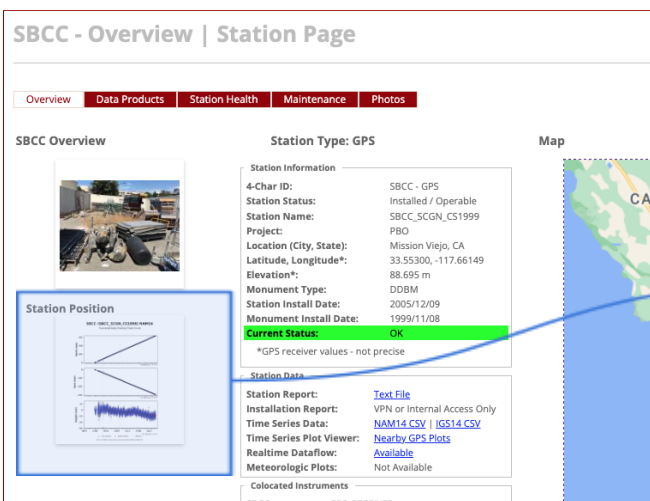 SBCC - Overview | Station Page
Overview Data Products Station Health Maintenance Photos
SBCC Overview
Station Type: GPS
Map
Station Information
4-Char ID: SBCC - GPS
Station Status: Installed / Operable
Station Name: SBCC_SCGN_CS1999
Project: PBO
Location (City, State): Mission Viejo, CA
Latitude, Longitude*: 33.55300, -117.66149
Elevation*: 88.695 m
Monument Type: DDBM
Station Install Date: 2005/12/09
Monument Install Date: 1999/11/08
Current Status: OK
*GPS receiver values - not precise
Station Position
Station Data
Station Report: Text File
Installation Report: VPN or Internal Access Only
Time Series Data: NAM14 CSV | IGS14 CSV
Time Series Plot Viewer: Nearby GPS Plots
Realtime Dataflow: Available
Meteorologic Plots: Not Available
Colocated Instruments
CA